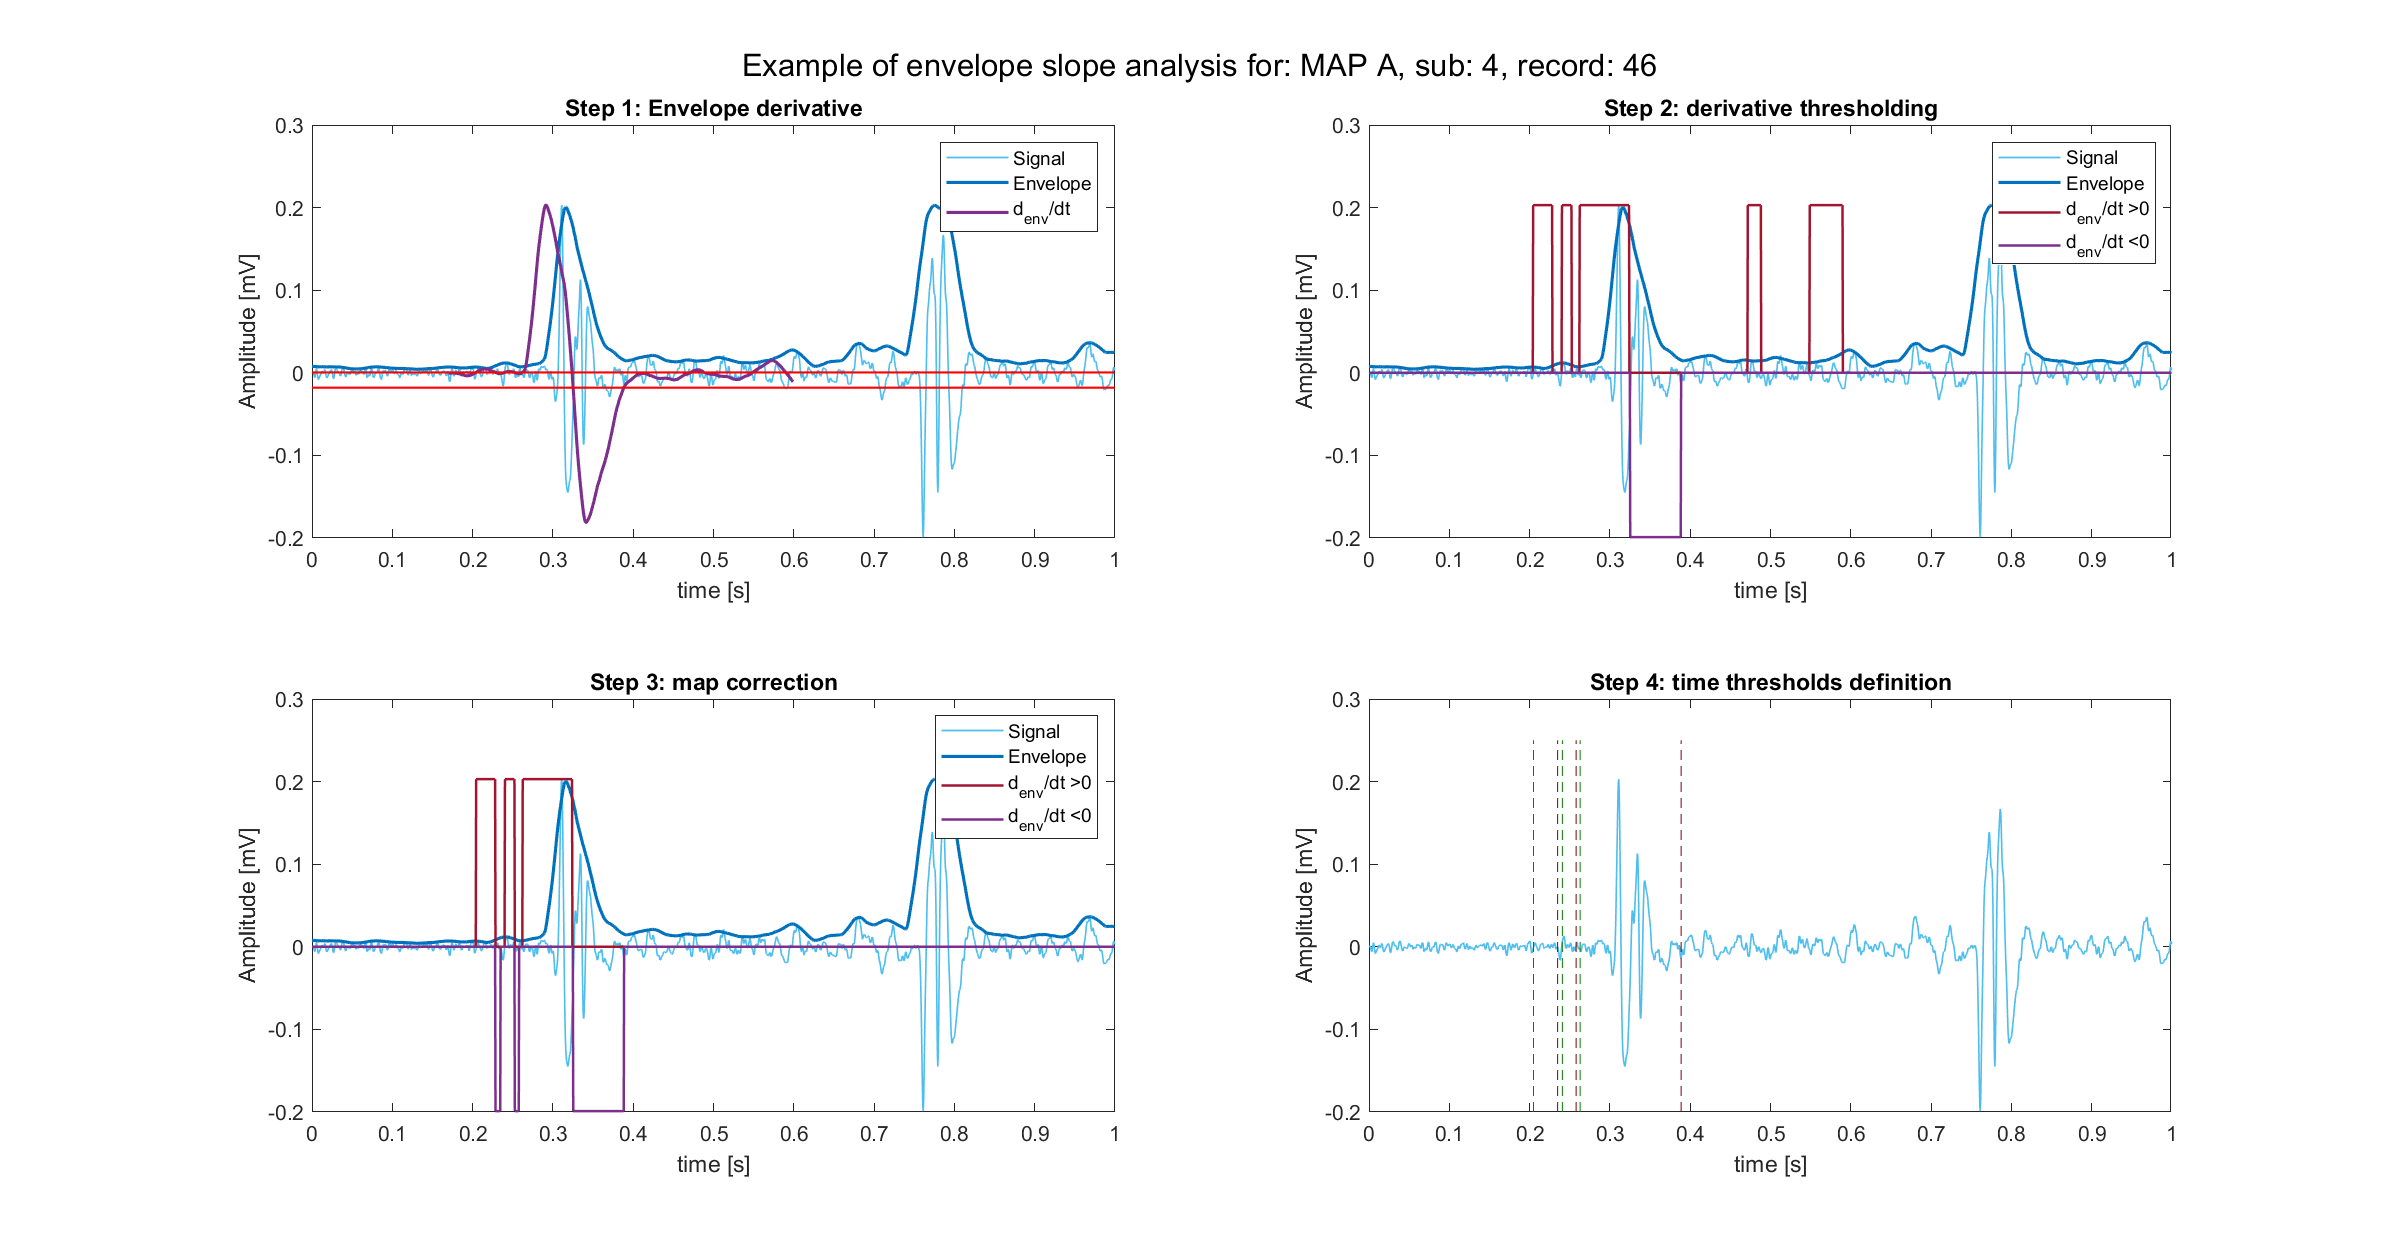 Example of envelope slope analysis for: MAP A, sub: 4, record: 46
Step 1: Envelope derivative
0.3
0.2
0.1
0
-0.1
-0.2
Amplitude [mV]
0 0.1 0.2 0.3 0.4 0.5 0.6 0.7 0.8 0.9 1
time [s]
Signal
Envelope
d_env/dt
Step 2: derivative thresholding
0.3
0.2
0.1
0
-0.1
-0.2
Amplitude [mV]
0 0.1 0.2 0.3 0.4 0.5 0.6 0.7 0.8 0.9 1
time [s]
Signal
Envelope
d_env/dt >0
d_env/dt <0
Step 3: map correction
0.3
0.2
0.1
0
-0.1
-0.2
Amplitude [mV]
0 0.1 0.2 0.3 0.4 0.5 0.6 0.7 0.8 0.9 1
time [s]
Signal
Envelope
d_env/dt >0
d_env/dt <0
Step 4: time thresholds definition
0.3
0.2
0.1
0
-0.1
-0.2
Amplitude [mV]
0 0.1 0.2 0.3 0.4 0.5 0.6 0.7 0.8 0.9 1
time [s]